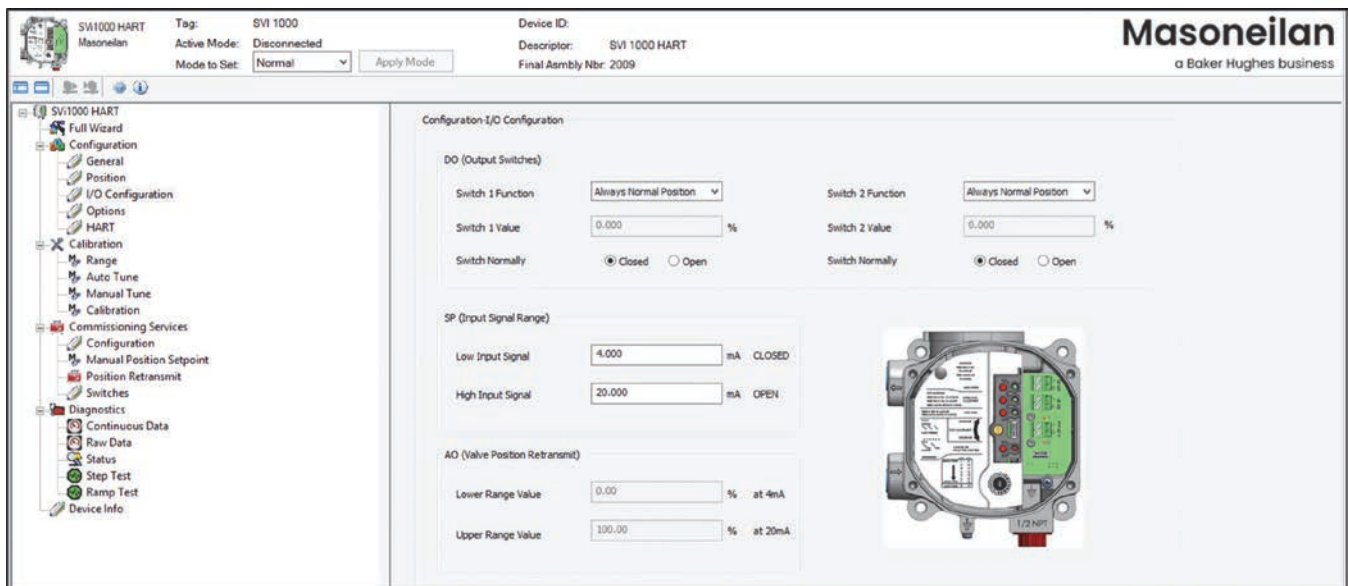 SVi1000 HART
Masoneilan
Tag: SVI 1000
Active Mode: Disconnected
Mode to Set: Normal
Apply Mode
Device ID:
Descriptor: SVI 1000 HART
Final Asmbly Nbr: 2009
Masoneilan
a Baker Hughes business
SVi1000 HART
Full Wizard
Configuration
General
Position
I/O Configuration
Options
HART
Calibration
Range
Auto Tune
Manual Tune
Calibration
Commissioning Services
Configuration
Manual Position Setpoint
Position Retransmit
Switches
Diagnostics
Continuous Data
Raw Data
Status
Step Test
Ramp Test
Device Info
Configuration-I/O Configuration
DO (Output Switches)
Switch 1 Function Always Normal Position Switch 2 Function Always Normal Position
Switch 1 Value 0.000 % Switch 2 Value 0.000 %
Switch Normally Closed Open Switch Normally Closed Open
SP (Input Signal Range)
Low Input Signal 4.000 mA CLOSED
High Input Signal 20.000 mA OPEN
AO (Valve Position Retransmit)
Lower Range Value 0.00 % at 4mA
Upper Range Value 100.00 % at 20mA
1/2 NPT